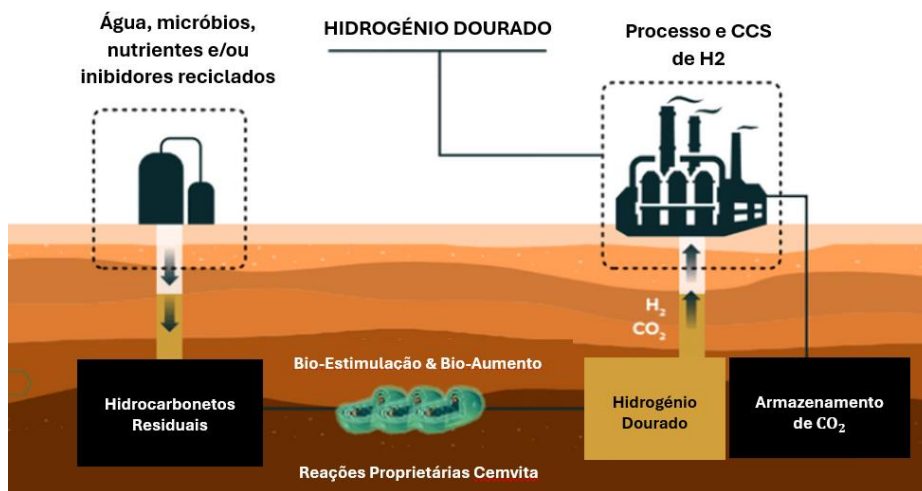 Água, micróbios,
nutrientes e/ou
inibidores reciclados
HIDROGÉNIO DOURADO
Processo e CCS
de H2
H₂
CO₂
Bio-Estimulação & Bio-Aumento
Hidrocarbonetos
Residuais
Hidrogénio
Dourado
Armazenamento
de CO₂
Reações Proprietárias Cemvita